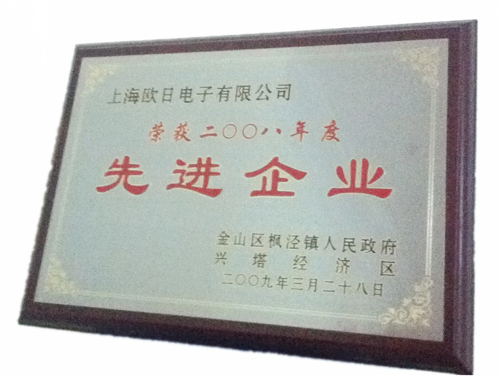 上海欧日电子有限公司
荣获二〇〇八年度
先进企业
金山区枫泾镇人民政府
兴塔经济区
二〇〇九年三月二十八日